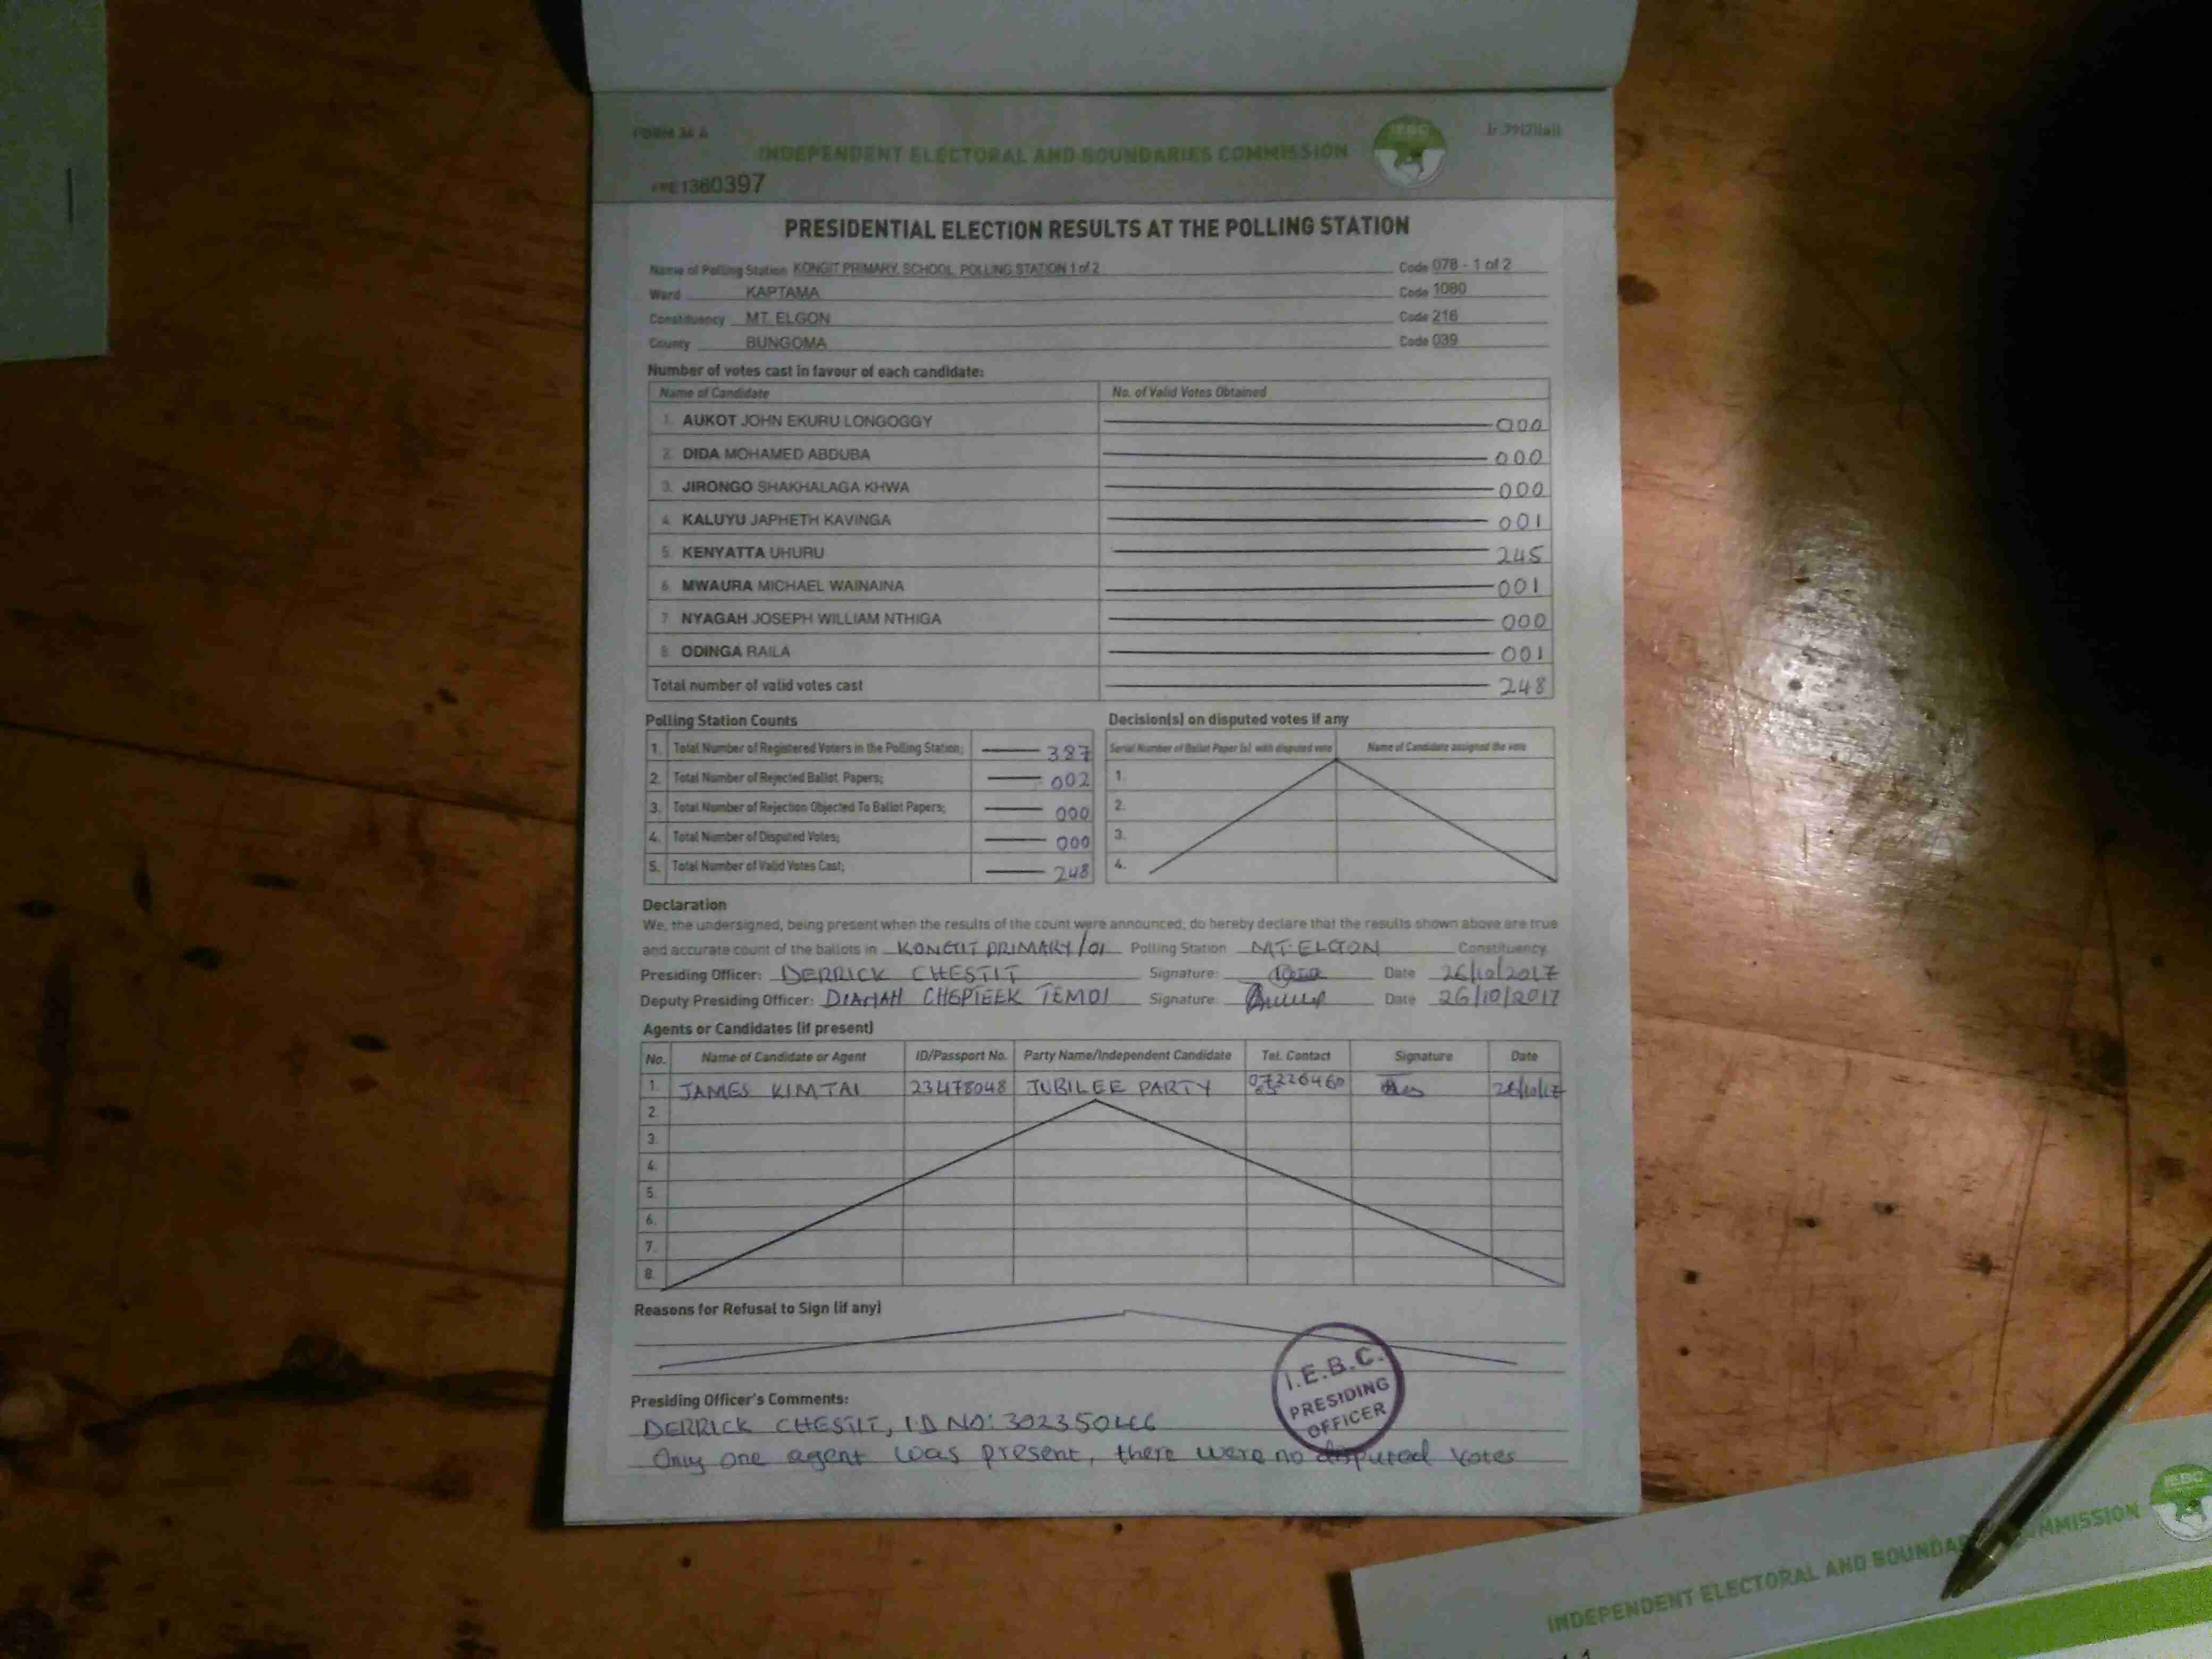 FORM 34 A
INDEPENDENT ELECTORAL AND BOUNDARIES COMMISSION
IEBC
1360397
PRESIDENTIAL ELECTION RESULTS AT THE POLLING STATION
Name of Polling Station KONGIT PRIMARY SCHOOL POLLING STATION 1 of 2 Code 078 - 1 of 2
Ward KAPTAMA Code 1080
Constituency MT. ELGON Code 216
County BUNGOMA Code 039
Number of votes cast in favour of each candidate:
Name of Candidate No. of Valid Votes Obtained
1. AUKOT JOHN EKURU LONGOGGY 000
2. DIDA MOHAMED ABDUBA 000
3. JIRONGO SHAKHALAGA KHWA 000
4. KALUYU JAPHETH KAVINGA 001
5. KENYATTA UHURU 245
6. MWAURA MICHAEL WAINAINA 001
7. NYAGAH JOSEPH WILLIAM NTHIGA 000
8. ODINGA RAILA 001
Total number of valid votes cast 248
Polling Station Counts
1. Total Number of Registered Voters in the Polling Station; 387
2. Total Number of Rejected Ballot Papers; 002
3. Total Number of Rejection Objected To Ballot Papers; 000
4. Total Number of Disputed Votes; 000
5. Total Number of Valid Votes Cast; 248
Decision(s) on disputed votes if any
Serial Number of Ballot Paper (s) with disputed vote Name of Candidate assigned the vote
1.
2.
3.
4.
Declaration
We, the undersigned, being present when the results of the count were announced, do hereby declare that the results shown above are true
and accurate count of the ballots in KONGIT PRIMARY/01 Polling Station MT. ELGON Constituency
Presiding Officer: DERRICK CHESTIT Signature: Date 26/10/2017
Deputy Presiding Officer: CHEPTEEK TEMOI Signature: Date 26/10/2017
Agents or Candidates (if present)
No. Name of Candidate or Agent ID/Passport No. Party Name/Independent Candidate Tel. Contact Signature Date
1. JAMES KIMTAI 23478048 JUBILEE PARTY 07226460 26/10/17
2.
3.
4.
5.
6.
7.
8.
Reasons for Refusal to Sign (if any)
I.E.B.C.
PRESIDING
OFFICER
Presiding Officer's Comments:
DERRICK CHESTIT, I.D NO:
Only one agent was present, there were no disputed votes
IEBC
INDEPENDENT ELECTORAL AND BOUNDA MMISSION